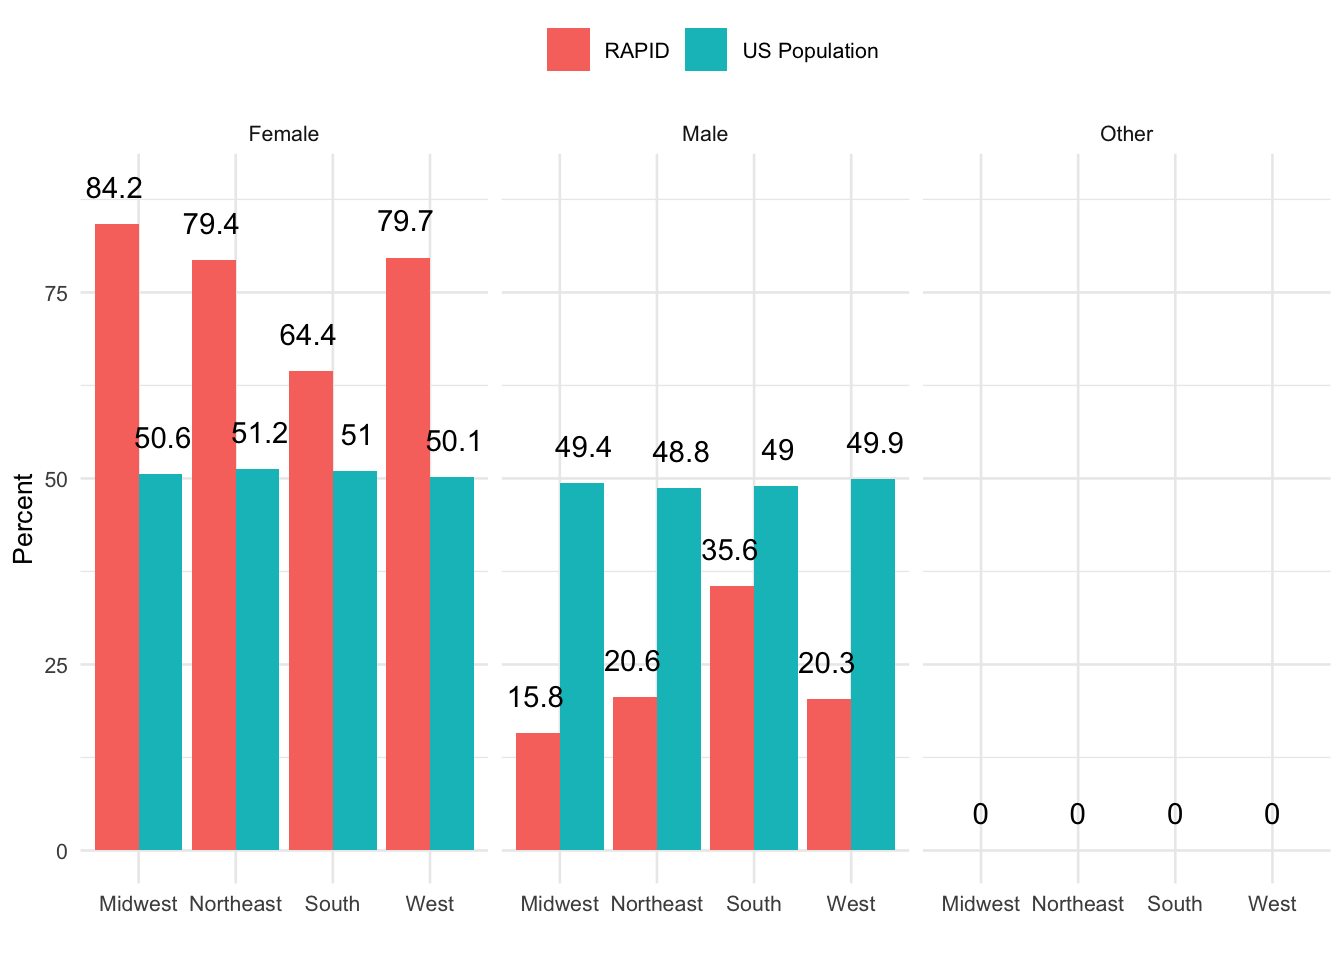 RAPID US Population
Female Male Other
84.2 79.4 64.4 79.7
50.6 51.2 51 50.1
49.4 48.8 49 49.9
15.8 20.6 35.6 20.3
0 0 0 0
75
50
25
0
Percent
Midwest Northeast South West Midwest Northeast South West Midwest Northeast South West